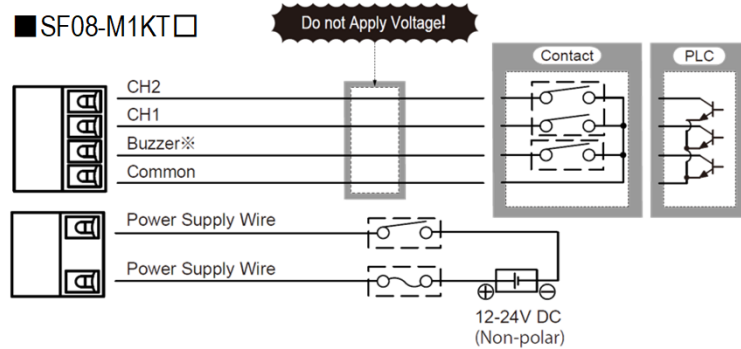 ■SF08-M1KT□
Do not Apply Voltage!
Contact
PLC
CH2
CH1
Buzzer※
Common
Power Supply Wire
Power Supply Wire
⊕ ⊖
12-24V DC
(Non-polar)